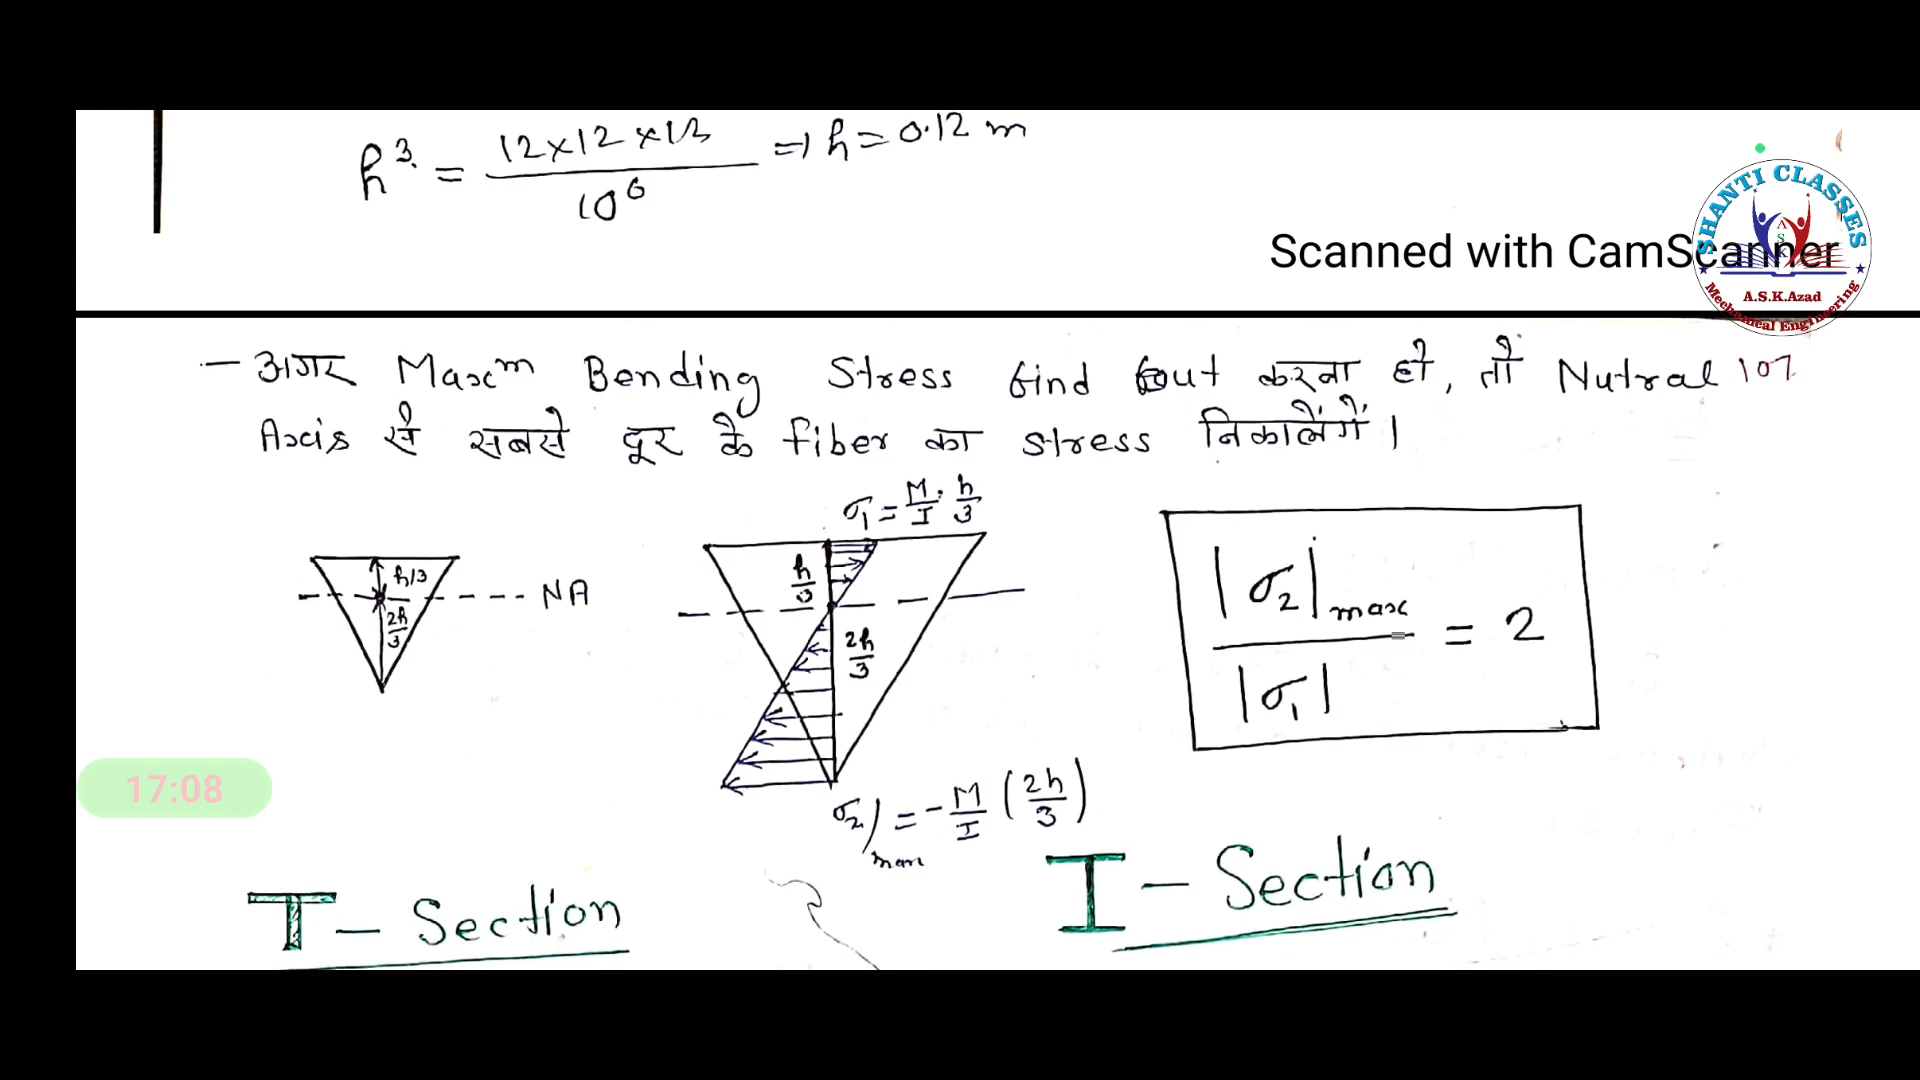 h³ = 12×12×12 / 10⁶ ⇒ h = 0.12 m
SHANTI CLASSES
A S K
A.S.K.Azad
Mechanical Engineering
Scanned with CamScanner
– अगर Maxᵐ Bending Stress find out करना हो, तो Nutral 107
Axis से सबसे दूर के fiber का stress निकालेंगें।
σ₁ = M/I · h/3
h/3
NA
2h/3
h/3
2h/3
|σ₂|max / |σ₁| = 2
17:08
σ₂)max = -M/I (2h/3)
T – Section
I – Section